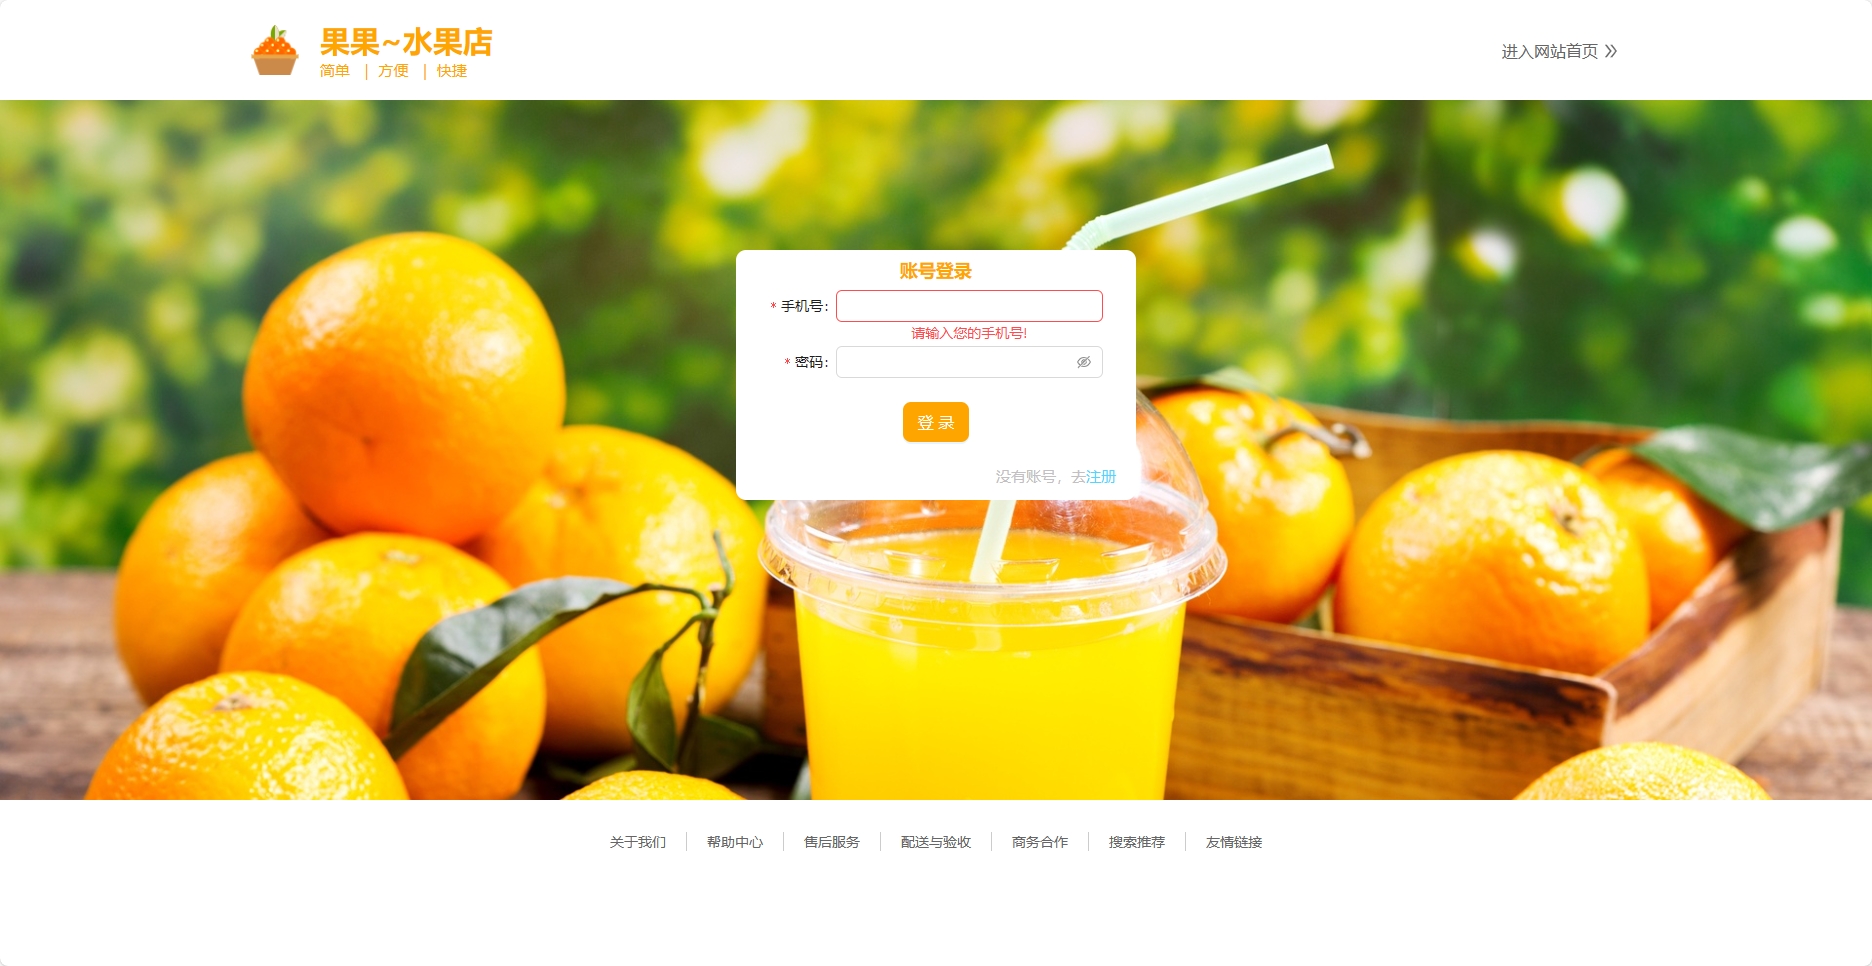 果果~水果店
简单 | 方便 | 快捷
进入网站首页
账号登录
* 手机号:
请输入您的手机号!
* 密码:
登 录
没有账号，去注册
关于我们 帮助中心 售后服务 配送与验收 商务合作 搜索推荐 友情链接